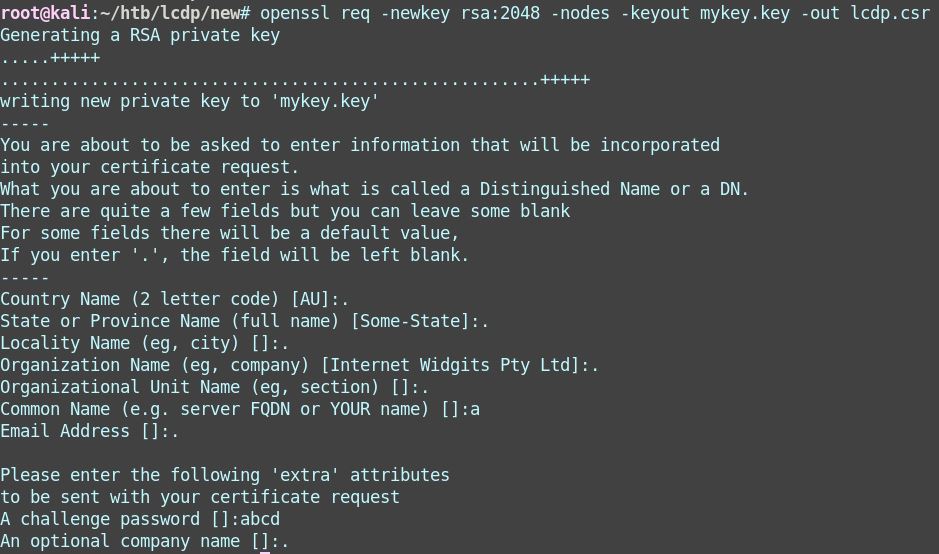 root@kali:~/htb/lcdp/new# openssl req -newkey rsa:2048 -nodes -keyout mykey.key -out lcdp.csr
Generating a RSA private key
.....+++++
......................................................+++++
writing new private key to 'mykey.key'
-----
You are about to be asked to enter information that will be incorporated
into your certificate request.
What you are about to enter is what is called a Distinguished Name or a DN.
There are quite a few fields but you can leave some blank
For some fields there will be a default value,
If you enter '.', the field will be left blank.
-----
Country Name (2 letter code) [AU]:.
State or Province Name (full name) [Some-State]:.
Locality Name (eg, city) []:.
Organization Name (eg, company) [Internet Widgits Pty Ltd]:.
Organizational Unit Name (eg, section) []:.
Common Name (e.g. server FQDN or YOUR name) []:a
Email Address []:.

Please enter the following 'extra' attributes
to be sent with your certificate request
A challenge password []:abcd
An optional company name []:.